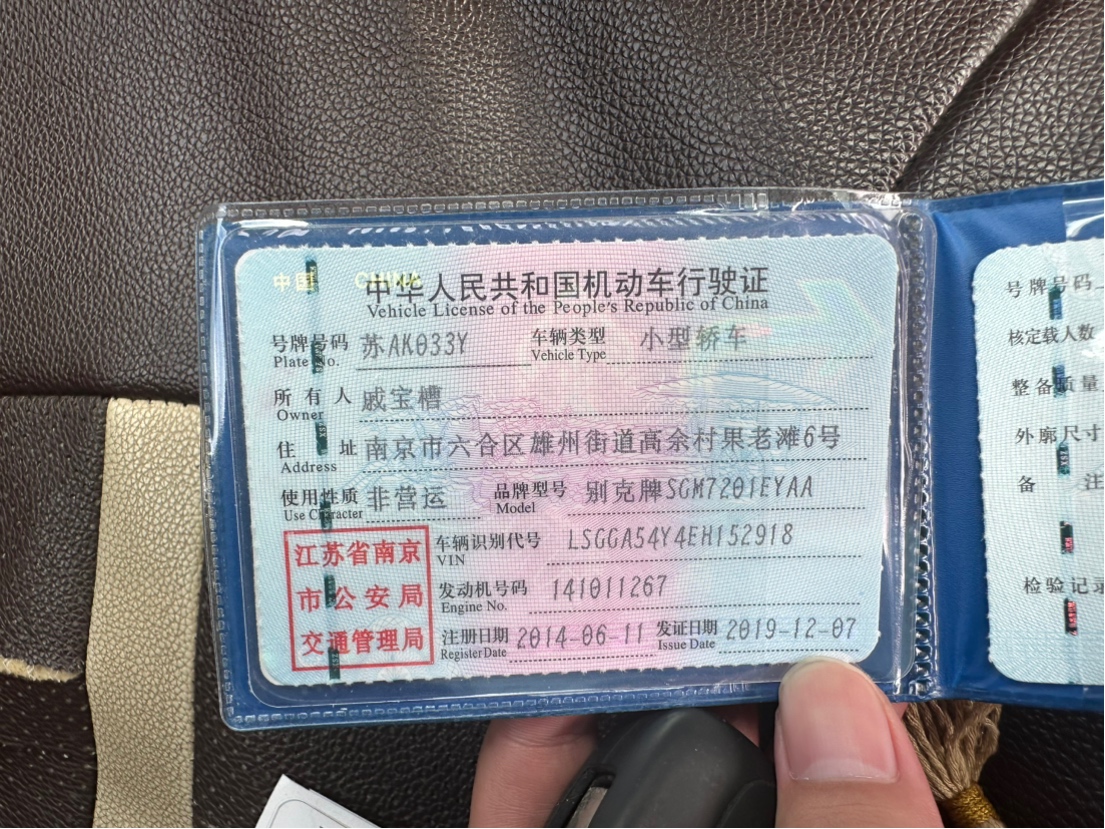 中国 CHINA
中华人民共和国机动车行驶证
Vehicle License of the People's Republic of China
号牌号码 苏AK033Y 车辆类型 小型轿车
Plate No. Vehicle Type
所有人 戚宝槽
Owner
住址 南京市六合区雄州街道高余村果老滩6号
Address
使用性质 非营运 品牌型号 别克牌SGM7201EYAA
Use Character Model
江苏省南京
市公安局
交通管理局
车辆识别代号 LSGGA54Y4EH152918
VIN
发动机号码 141011267
Engine No.
注册日期 2014-06-11 发证日期 2019-12-07
Register Date Issue Date
号牌号码
核定载人数
整备质量
外廓尺寸
备注
检验记录